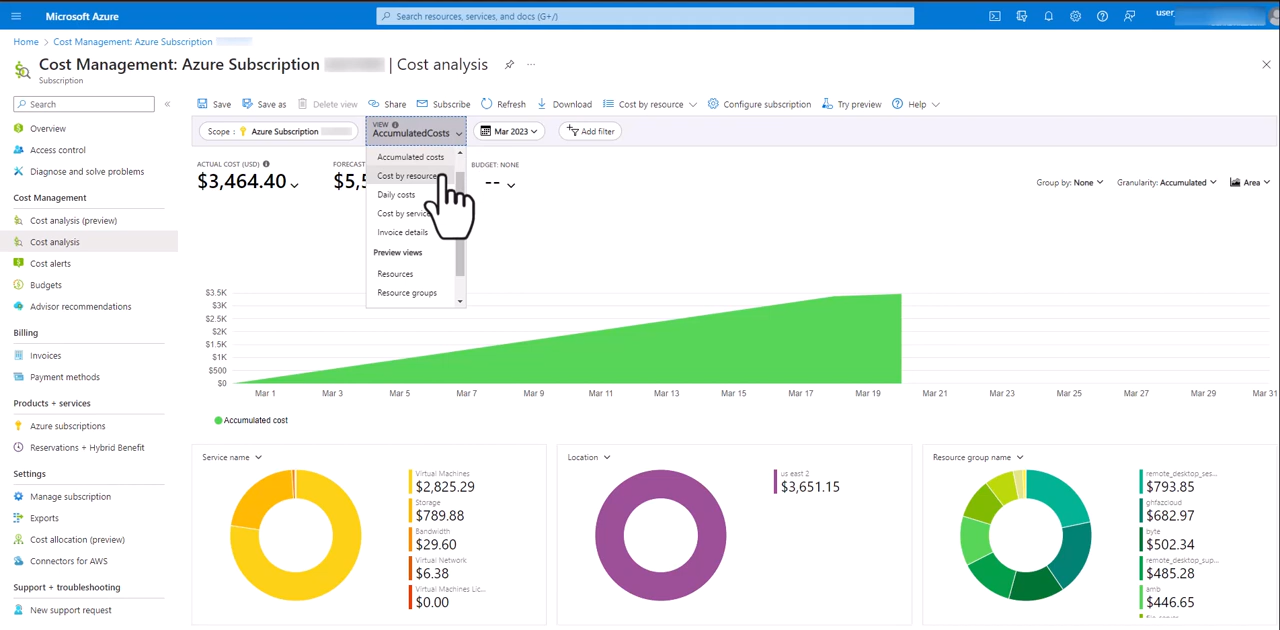 Microsoft Azure
Search resources, services, and docs (G+/)
user
Home > Cost Management: Azure Subscription
Cost Management: Azure Subscription | Cost analysis
Subscription
Search
Save
Save as
Delete view
Share
Subscribe
Refresh
Download
Cost by resource
Configure subscription
Try preview
Help
Scope : Azure Subscription
VIEW
AccumulatedCosts
Mar 2023
Add filter
Overview
Access control
Diagnose and solve problems
Cost Management
Cost analysis (preview)
Cost analysis
Cost alerts
Budgets
Advisor recommendations
Billing
Invoices
Payment methods
Products + services
Azure subscriptions
Reservations + Hybrid Benefit
Settings
Manage subscription
Exports
Cost allocation (preview)
Connectors for AWS
Support + troubleshooting
New support request
ACTUAL COST (USD)
$3,464.40
FORECAST
BUDGET: NONE
--
Accumulated costs
Cost by resource
Daily costs
Cost by service
Invoice details
Preview views
Resources
Resource groups
Group by: None
Granularity: Accumulated
Area
$3.5K
$3K
$2.5K
$2K
$1.5K
$1K
$500
$0
Mar 1
Mar 3
Mar 5
Mar 7
Mar 9
Mar 11
Mar 13
Mar 15
Mar 17
Mar 19
Mar 21
Mar 23
Mar 25
Mar 27
Mar 29
Mar 31
Accumulated cost
Service name
Virtual Machines
$2,825.29
Storage
$789.88
Bandwidth
$29.60
Virtual Network
$6.38
Virtual Machines Lic...
$0.00
Location
us east 2
$3,651.15
Resource group name
remote_desktop_ses...
$793.85
ghfazcloud
$682.97
byte
$502.34
remote_desktop_sup...
$485.28
amb
$446.65